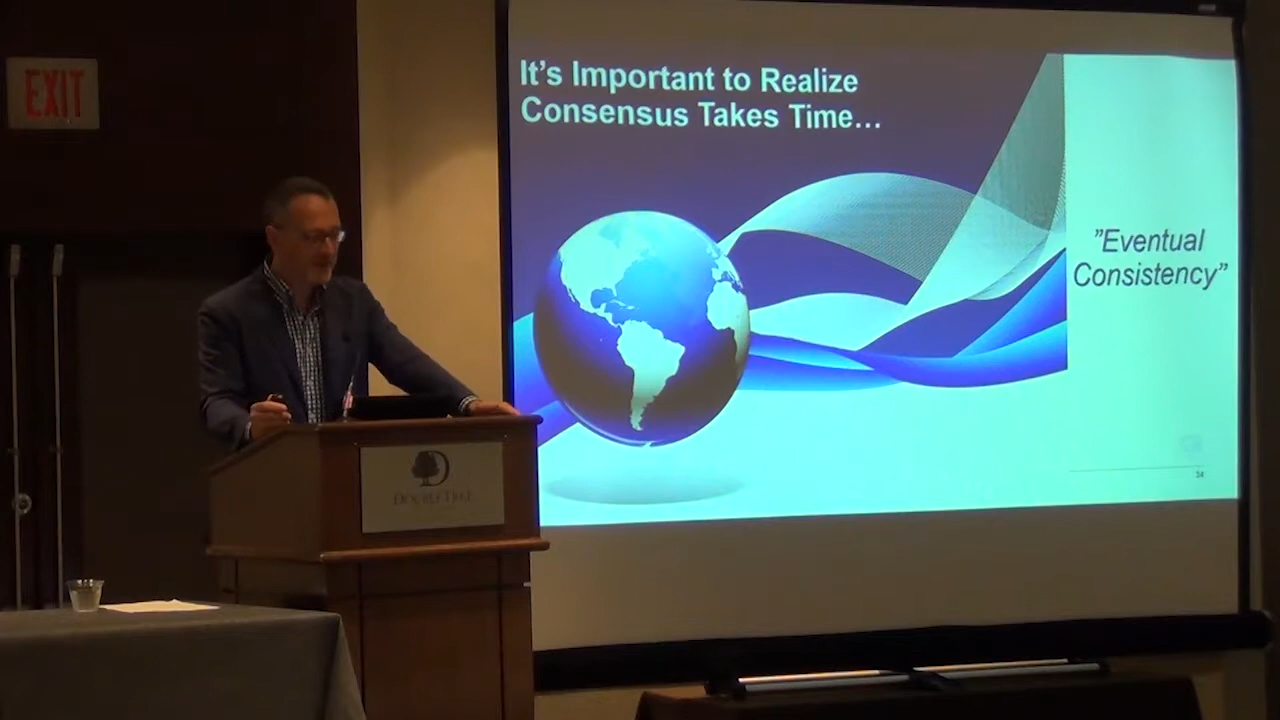 EXIT
It's Important to Realize
Consensus Takes Time...
"Eventual
Consistency"
34
DOUBLETREE